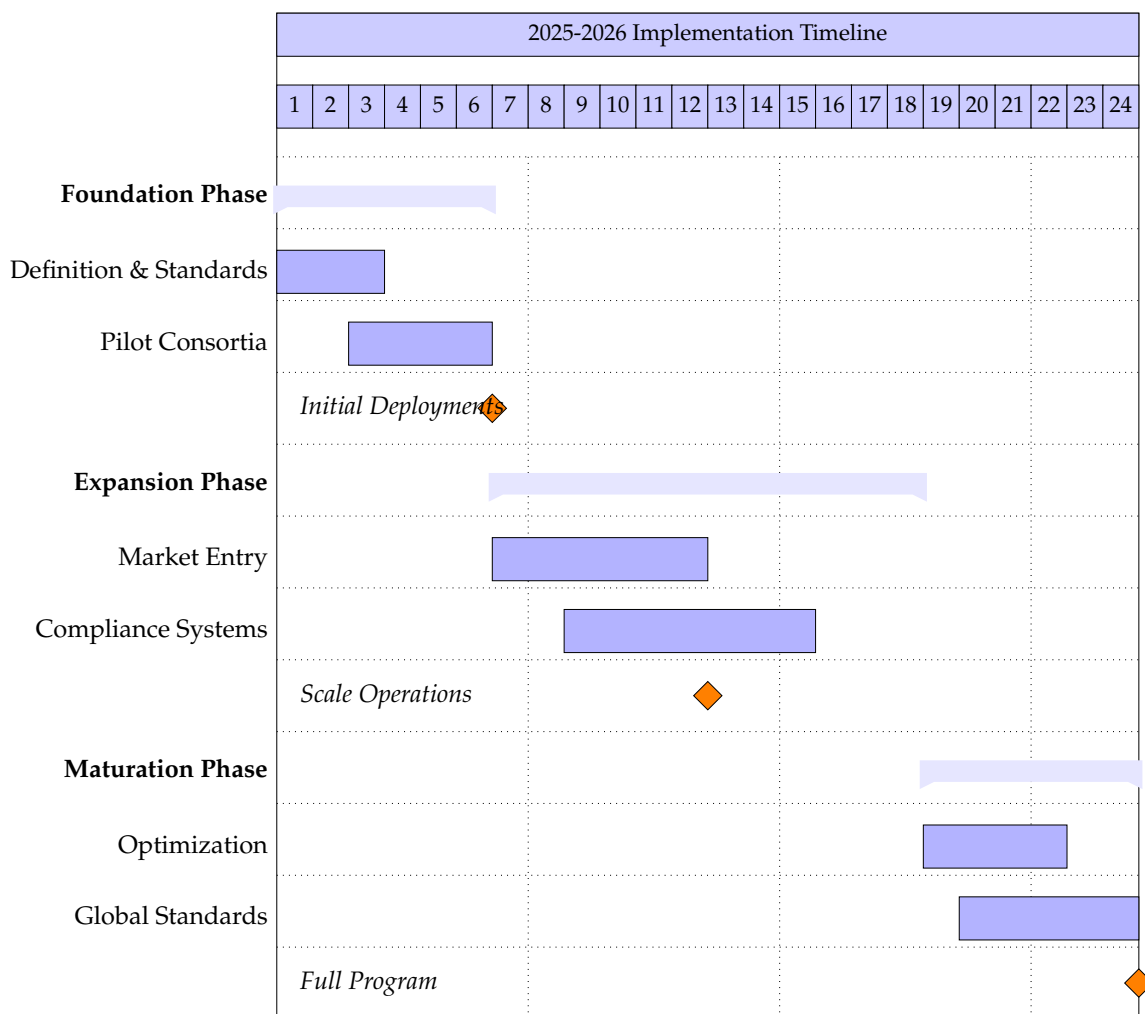 2025-2026 Implementation Timeline
1 2 3 4 5 6 7 8 9 10 11 12 13 14 15 16 17 18 19 20 21 22 23 24
Foundation Phase
Definition & Standards
Pilot Consortia
Initial Deployments
Expansion Phase
Market Entry
Compliance Systems
Scale Operations
Maturation Phase
Optimization
Global Standards
Full Program